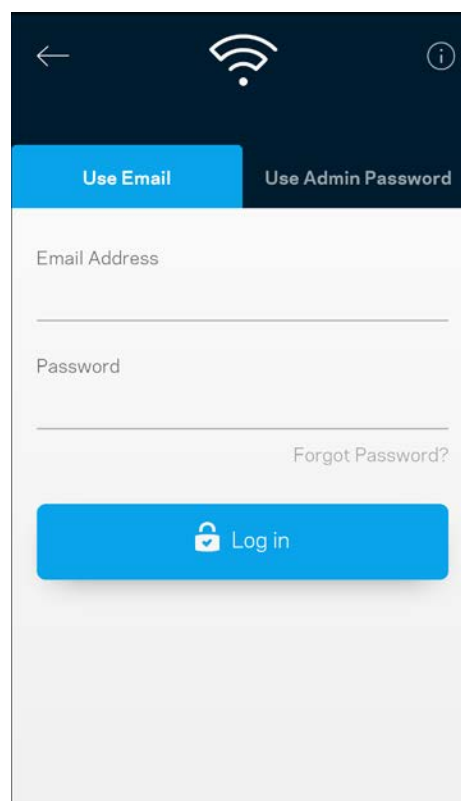 Use Email
Use Admin Password
Email Address
Password
Forgot Password?
Log in